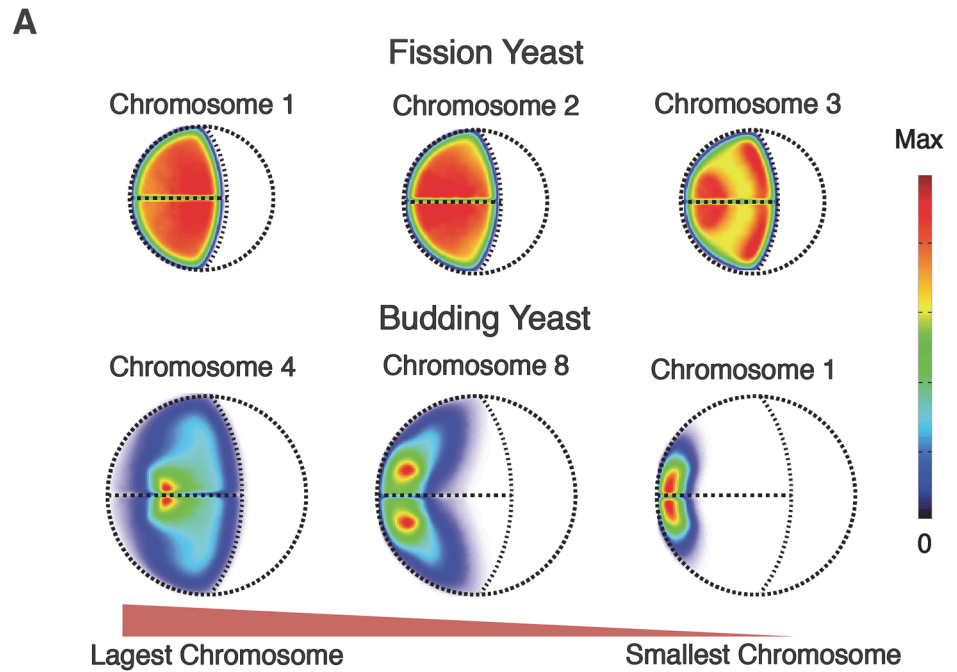 A
Fission Yeast
Chromosome 1
Chromosome 2
Chromosome 3
Max
Budding Yeast
Chromosome 4
Chromosome 8
Chromosome 1
0
Lagest Chromosome
Smallest Chromosome